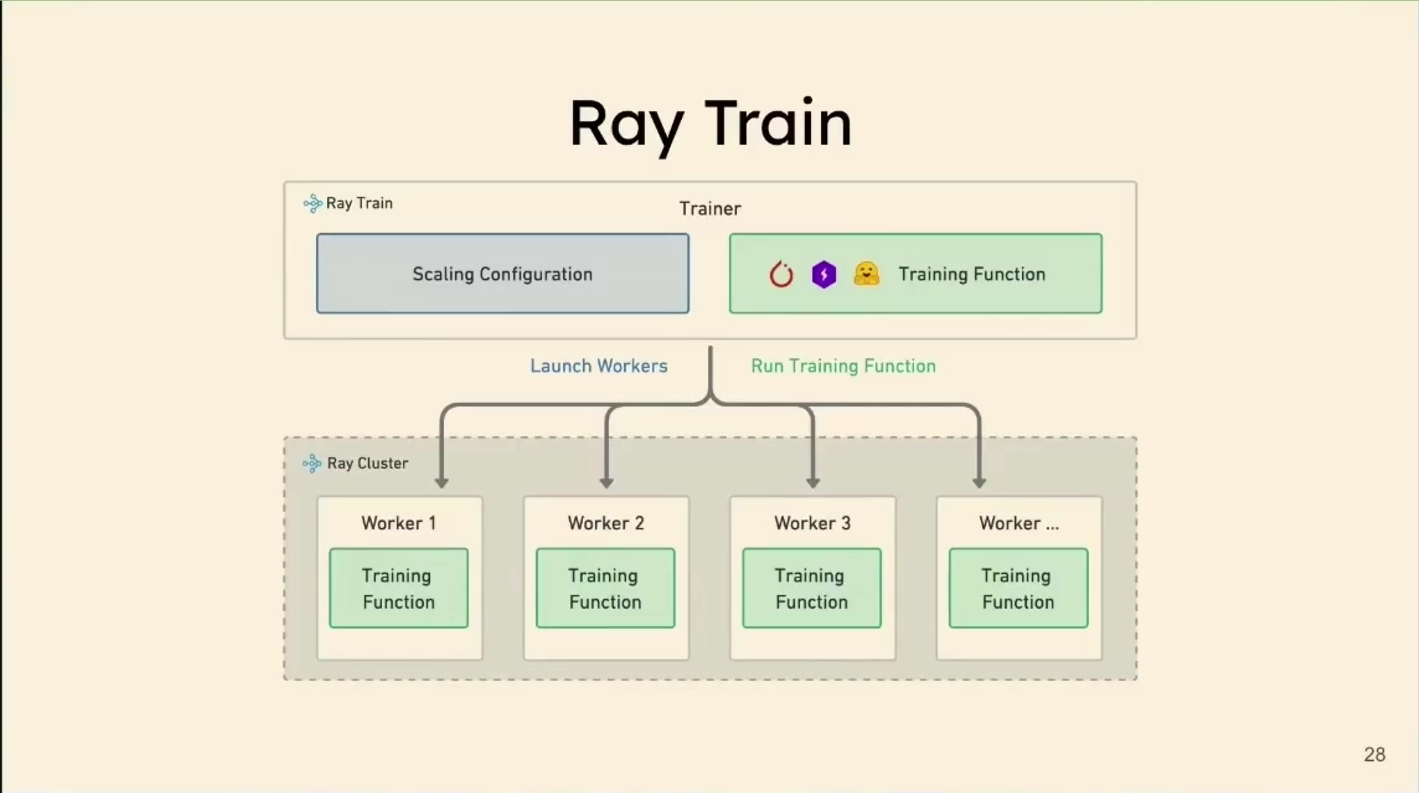 Ray Train
Ray Train
Trainer
Scaling Configuration
Training Function
Launch Workers
Run Training Function
Ray Cluster
Worker 1
Training
Function
Worker 2
Training
Function
Worker 3
Training
Function
Worker ...
Training
Function
28